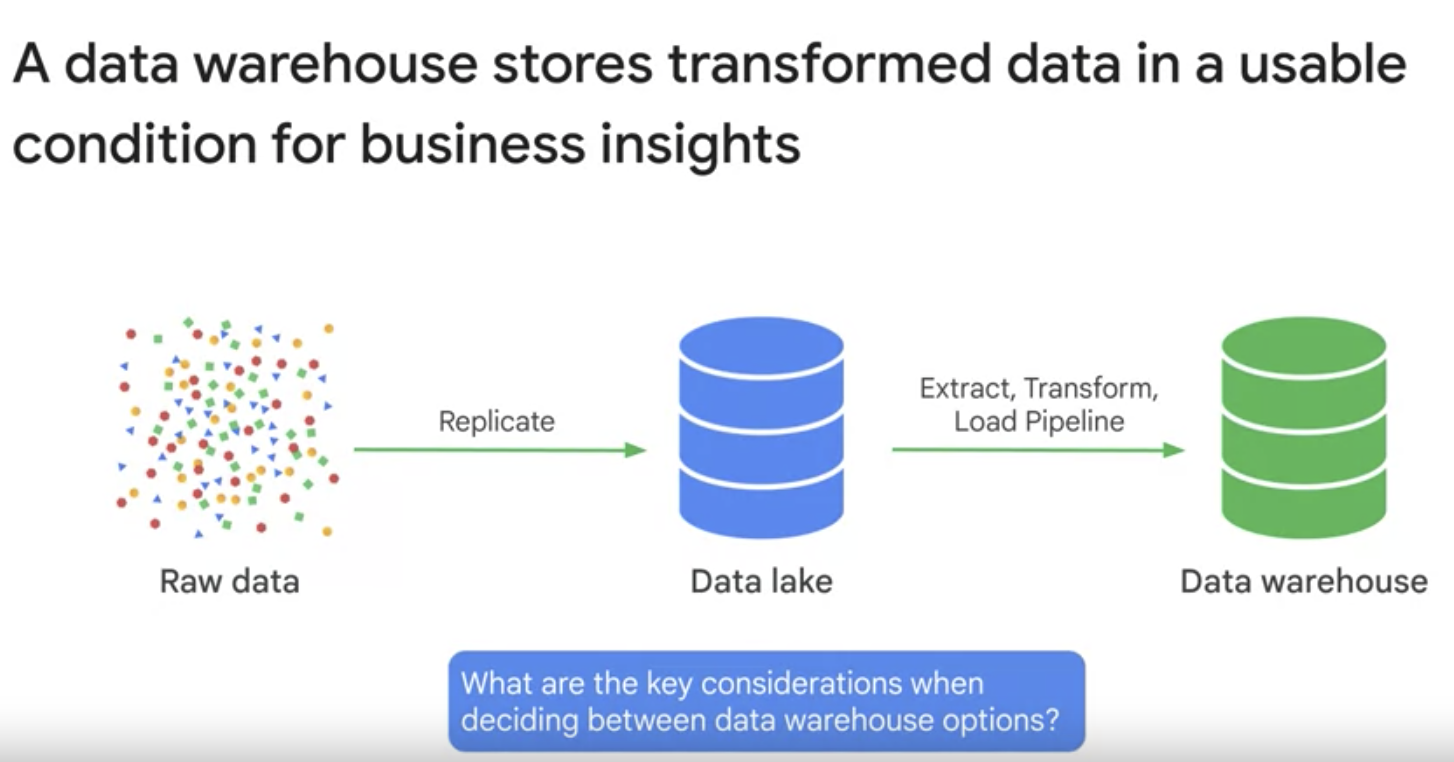 A data warehouse stores transformed data in a usable
condition for business insights
Replicate
Extract, Transform,
Load Pipeline
Raw data
Data lake
Data warehouse
What are the key considerations when
deciding between data warehouse options?